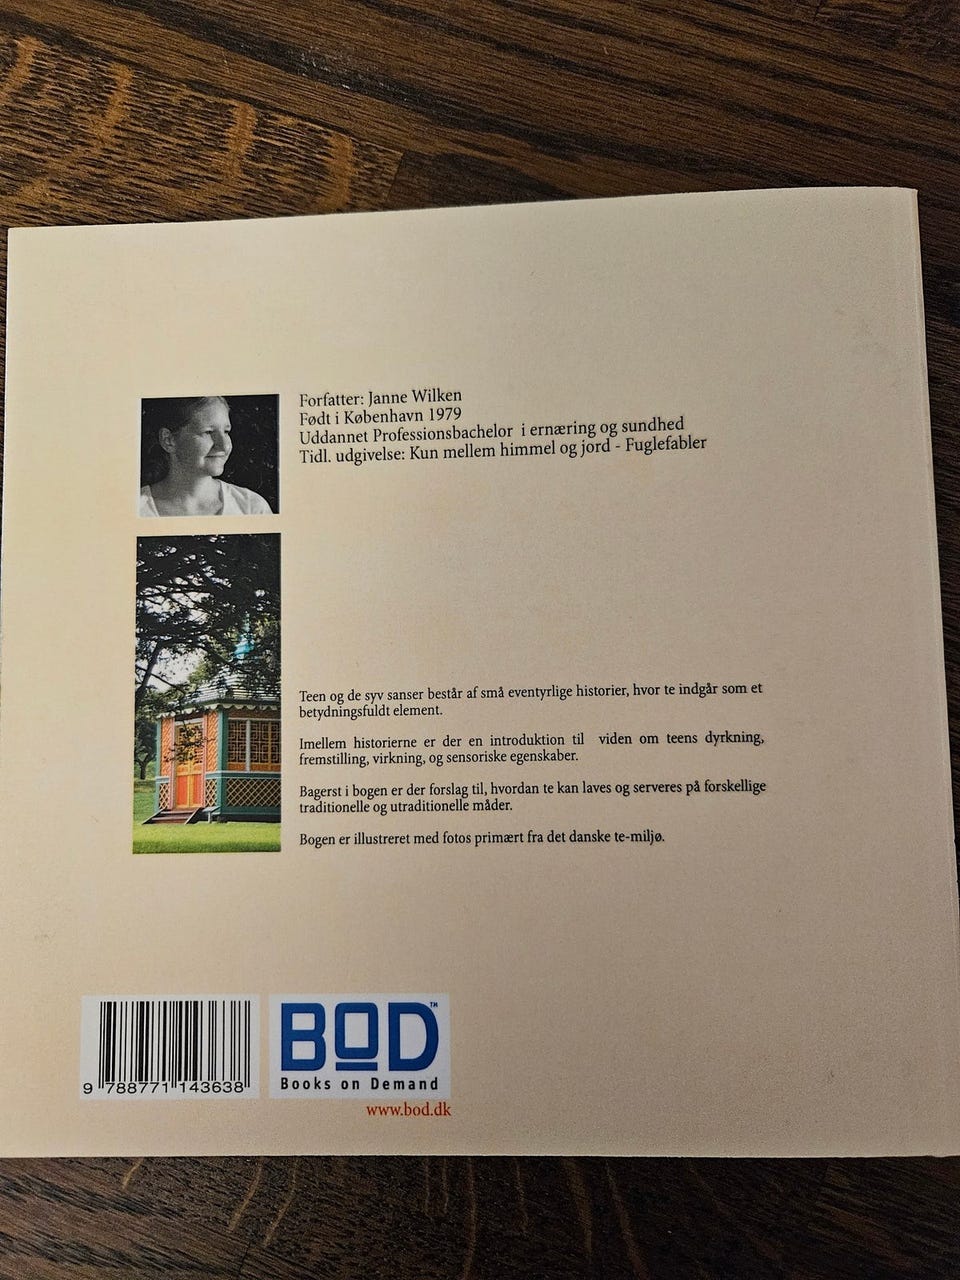 Forfatter: Janne Wilken
Født i København 1979
Uddannet Professionsbachelor i ernæring og sundhed
Tidl. udgivelse: Kun mellem himmel og jord - Fuglefabler
Teen og de syv sanser består af små eventyrlige historier, hvor te indgår som et
betydningsfuldt element.
Imellem historierne er der en introduktion til viden om teens dyrkning,
fremstilling, virkning, og sensoriske egenskaber.
Bagerst i bogen er der forslag til, hvordan te kan laves og serveres på forskellige
traditionelle og utraditionelle måder.
Bogen er illustreret med fotos primært fra det danske te-miljø.
9 788771 143638
BOD™
Books on Demand
www.bod.dk